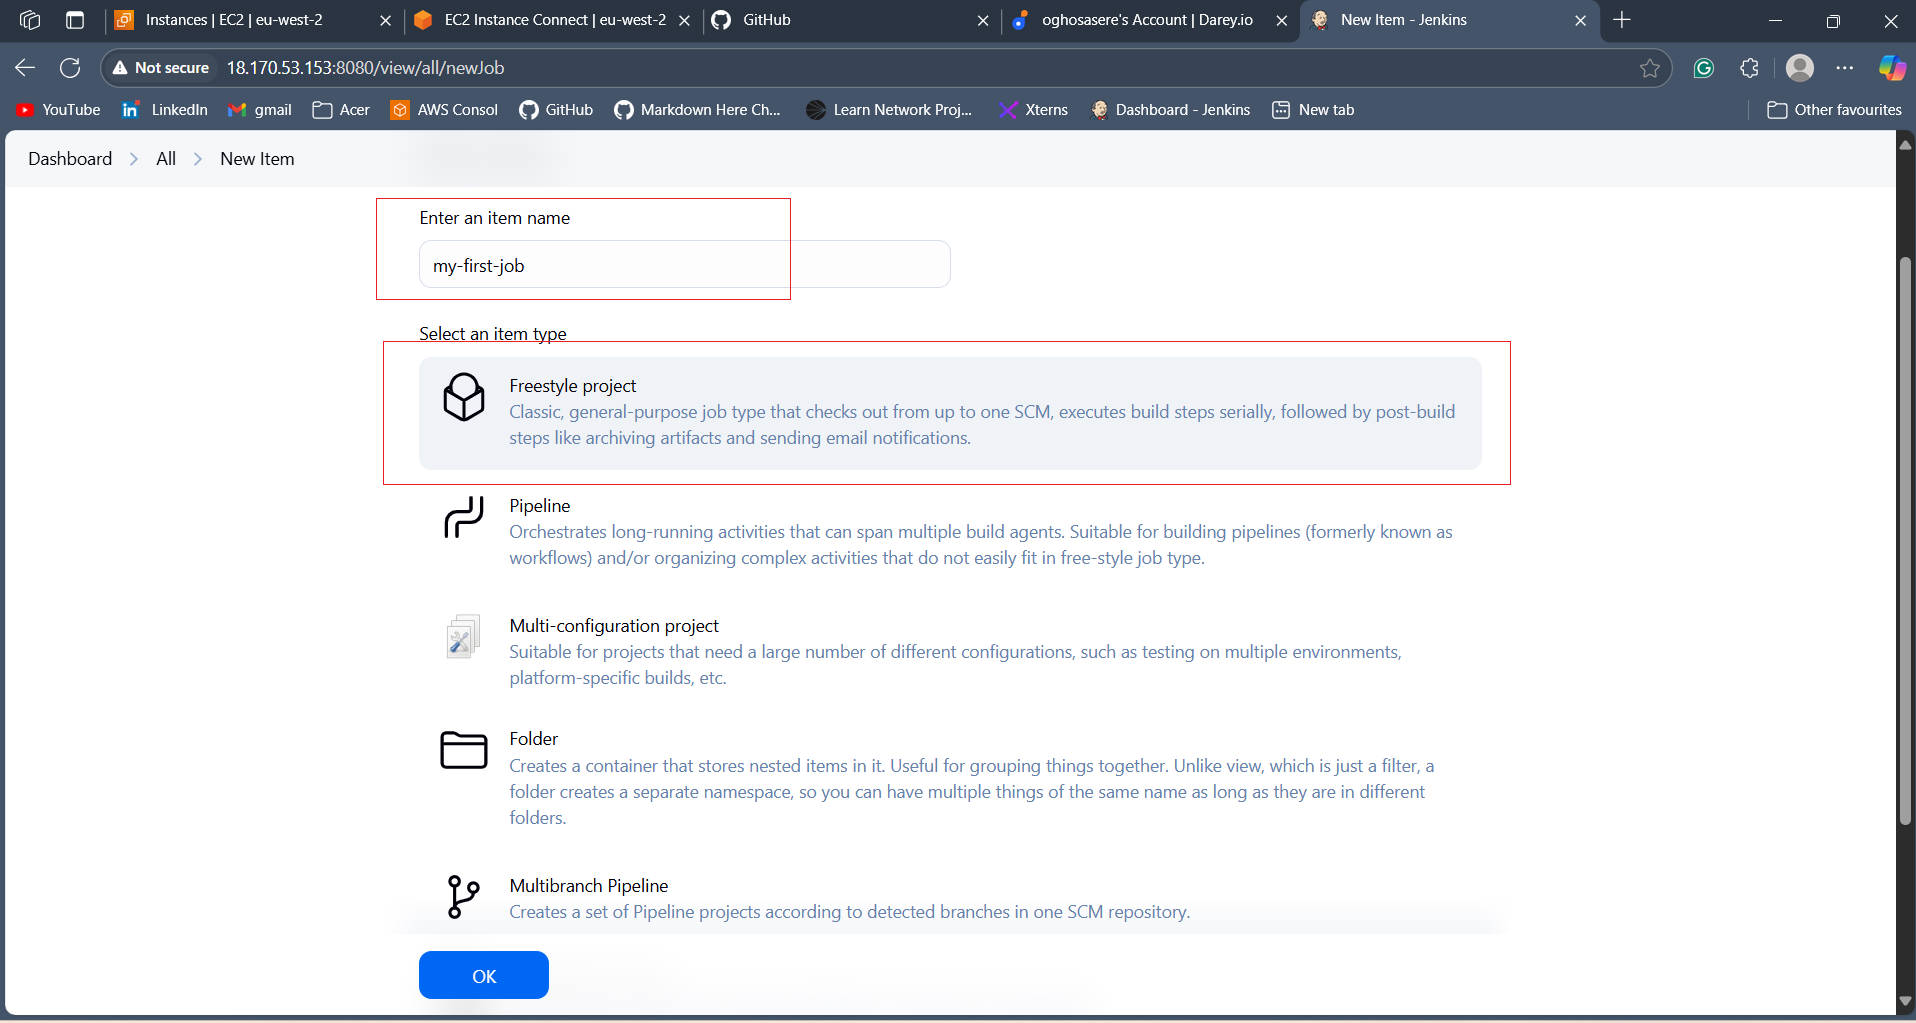 Instances | EC2 | eu-west-2
EC2 Instance Connect | eu-west-2
GitHub
oghosasere's Account | Darey.io
New Item - Jenkins
Not secure
18.170.53.153:8080/view/all/newJob
YouTube
LinkedIn
gmail
Acer
AWS Consol
GitHub
Markdown Here Ch...
Learn Network Proj...
Xterns
Dashboard - Jenkins
New tab
Other favourites
Dashboard > All > New Item
Enter an item name
my-first-job
Select an item type
Freestyle project
Classic, general-purpose job type that checks out from up to one SCM, executes build steps serially, followed by post-build
steps like archiving artifacts and sending email notifications.
Pipeline
Orchestrates long-running activities that can span multiple build agents. Suitable for building pipelines (formerly known as
workflows) and/or organizing complex activities that do not easily fit in free-style job type.
Multi-configuration project
Suitable for projects that need a large number of different configurations, such as testing on multiple environments,
platform-specific builds, etc.
Folder
Creates a container that stores nested items in it. Useful for grouping things together. Unlike view, which is just a filter, a
folder creates a separate namespace, so you can have multiple things of the same name as long as they are in different
folders.
Multibranch Pipeline
Creates a set of Pipeline projects according to detected branches in one SCM repository.
OK